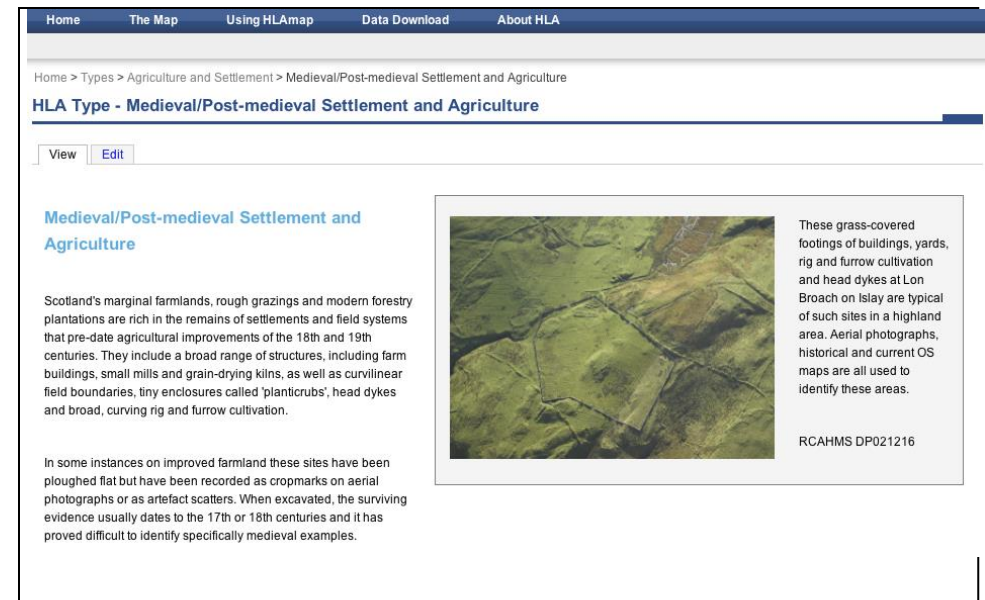 Home The Map Using HLAmap Data Download About HLA
Home > Types > Agriculture and Settlement > Medieval/Post-medieval Settlement and Agriculture
HLA Type - Medieval/Post-medieval Settlement and Agriculture
View Edit
Medieval/Post-medieval Settlement and
Agriculture
Scotland's marginal farmlands, rough grazings and modern forestry
plantations are rich in the remains of settlements and field systems
that pre-date agricultural improvements of the 18th and 19th
centuries. They include a broad range of structures, including farm
buildings, small mills and grain-drying kilns, as well as curvilinear
field boundaries, tiny enclosures called 'planticrubs', head dykes
and broad, curving rig and furrow cultivation.
In some instances on improved farmland these sites have been
ploughed flat but have been recorded as cropmarks on aerial
photographs or as artefact scatters. When excavated, the surviving
evidence usually dates to the 17th or 18th centuries and it has
proved difficult to identify specifically medieval examples.
These grass-covered
footings of buildings, yards,
rig and furrow cultivation
and head dykes at Lon
Broach on Islay are typical
of such sites in a highland
area. Aerial photographs,
historical and current OS
maps are all used to
identify these areas.
RCAHMS DP021216